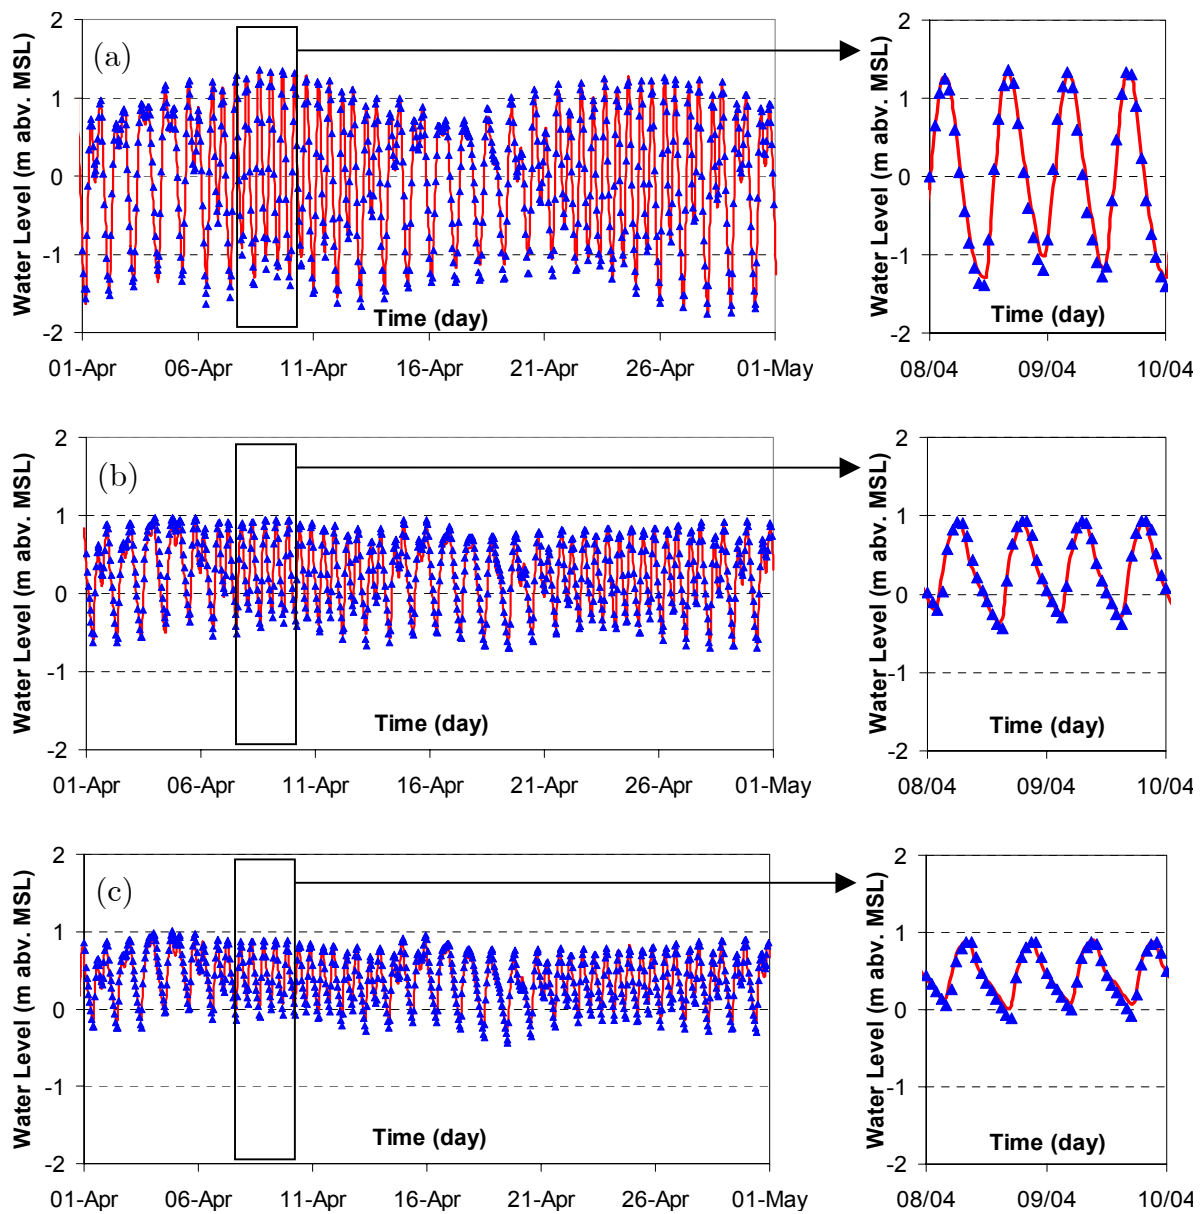 2
1
0
-1
-2
Water Level (m abv. MSL)
(a)
Time (day)
01-Apr 06-Apr 11-Apr 16-Apr 21-Apr 26-Apr 01-May
2
1
0
-1
-2
Water Level (m abv. MSL)
Time (day)
08/04 09/04 10/04
2
1
0
-1
-2
Water Level (m abv. MSL)
(b)
Time (day)
01-Apr 06-Apr 11-Apr 16-Apr 21-Apr 26-Apr 01-May
2
1
0
-1
-2
Water Level (m abv. MSL)
Time (day)
08/04 09/04 10/04
2
1
0
-1
-2
Water Level (m abv. MSL)
(c)
Time (day)
01-Apr 06-Apr 11-Apr 16-Apr 21-Apr 26-Apr 01-May
2
1
0
-1
-2
Water Level (m abv. MSL)
Time (day)
08/04 09/04 10/04